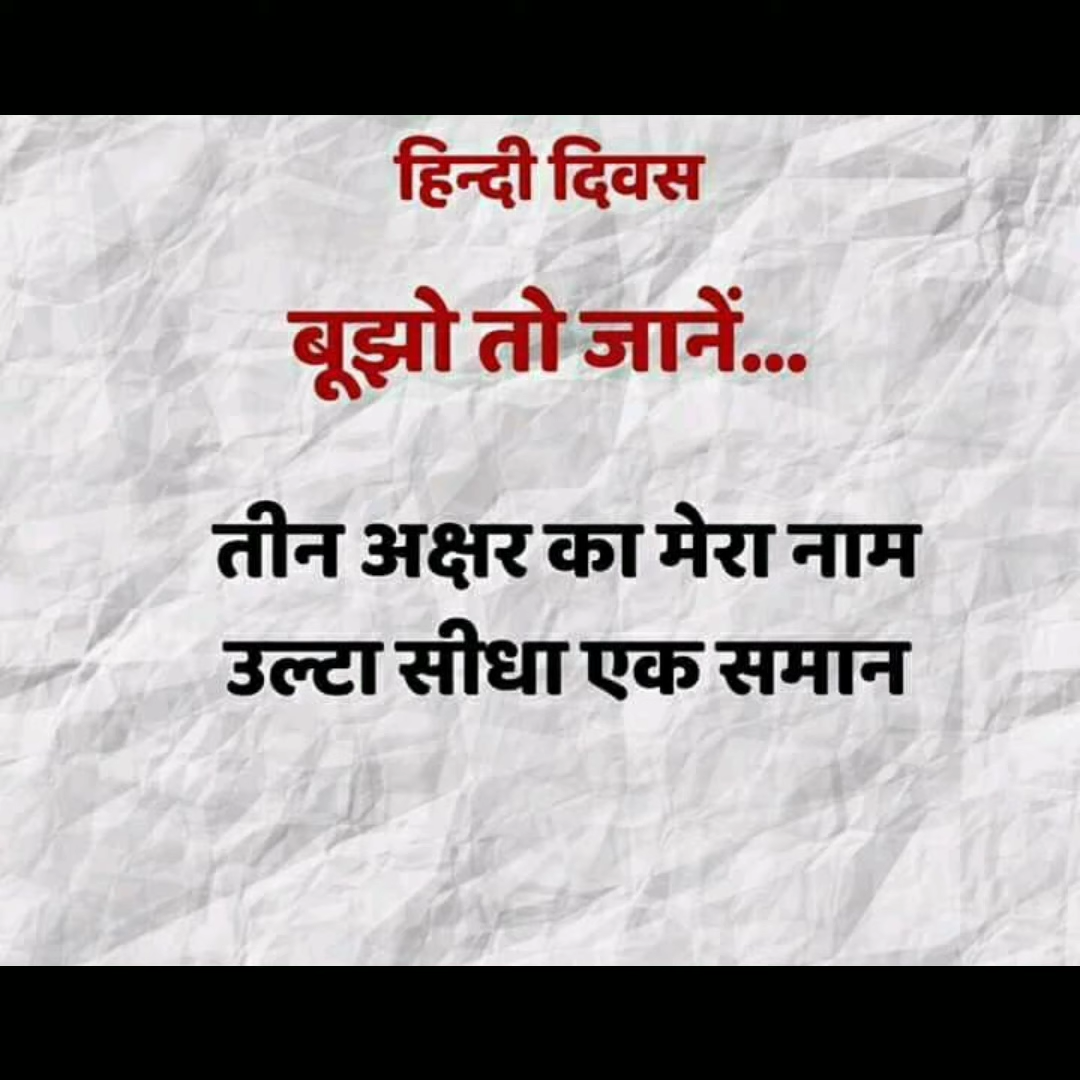 हिन्दी दिवस
बूझो तो जानें...
तीन अक्षर का मेरा नाम
उल्टा सीधा एक समान